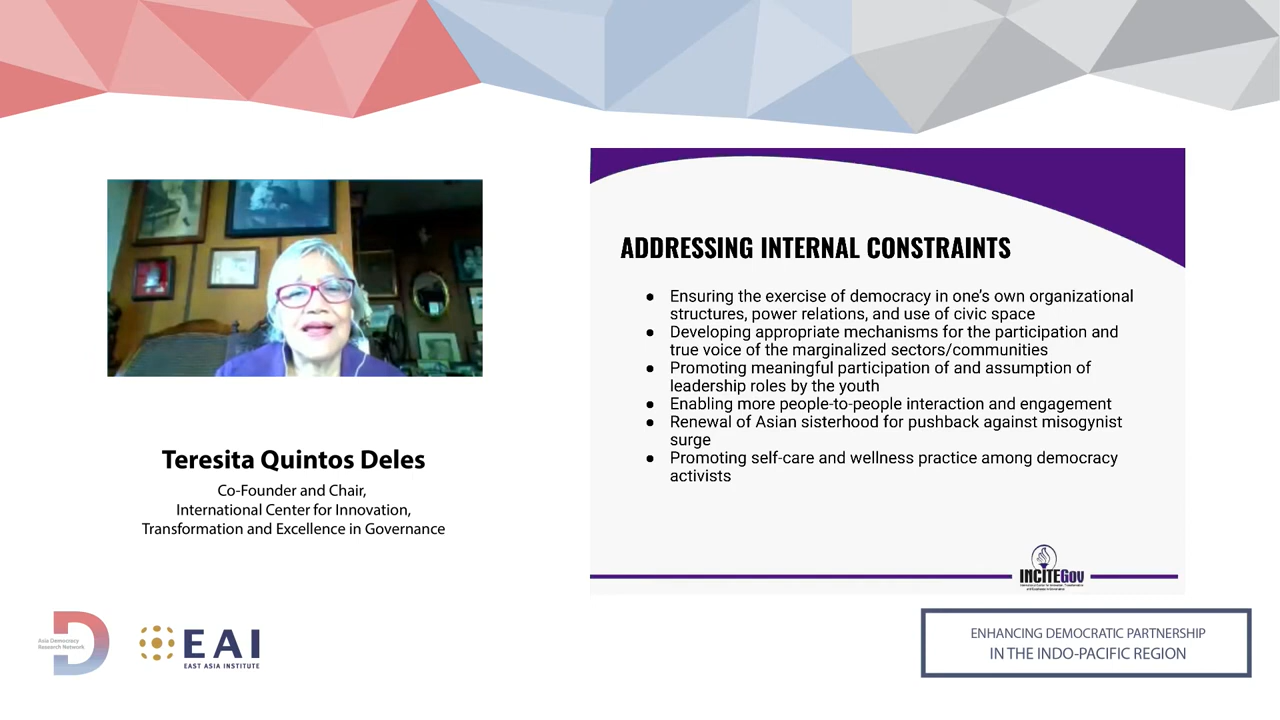 ADDRESSING INTERNAL CONSTRAINTS
● Ensuring the exercise of democracy in one’s own organizational
structures, power relations, and use of civic space
● Developing appropriate mechanisms for the participation and
true voice of the marginalized sectors/communities
● Promoting meaningful participation of and assumption of
leadership roles by the youth
● Enabling more people-to-people interaction and engagement
● Renewal of Asian sisterhood for pushback against misogynist
surge
● Promoting self-care and wellness practice among democracy
activists
INCITEGOV
Teresita Quintos Deles
Co-Founder and Chair,
International Center for Innovation,
Transformation and Excellence in Governance
Asia Democracy
Research Network
D
EAI
EAST ASIA INSTITUTE
ENHANCING DEMOCRATIC PARTNERSHIP
IN THE INDO-PACIFIC REGION